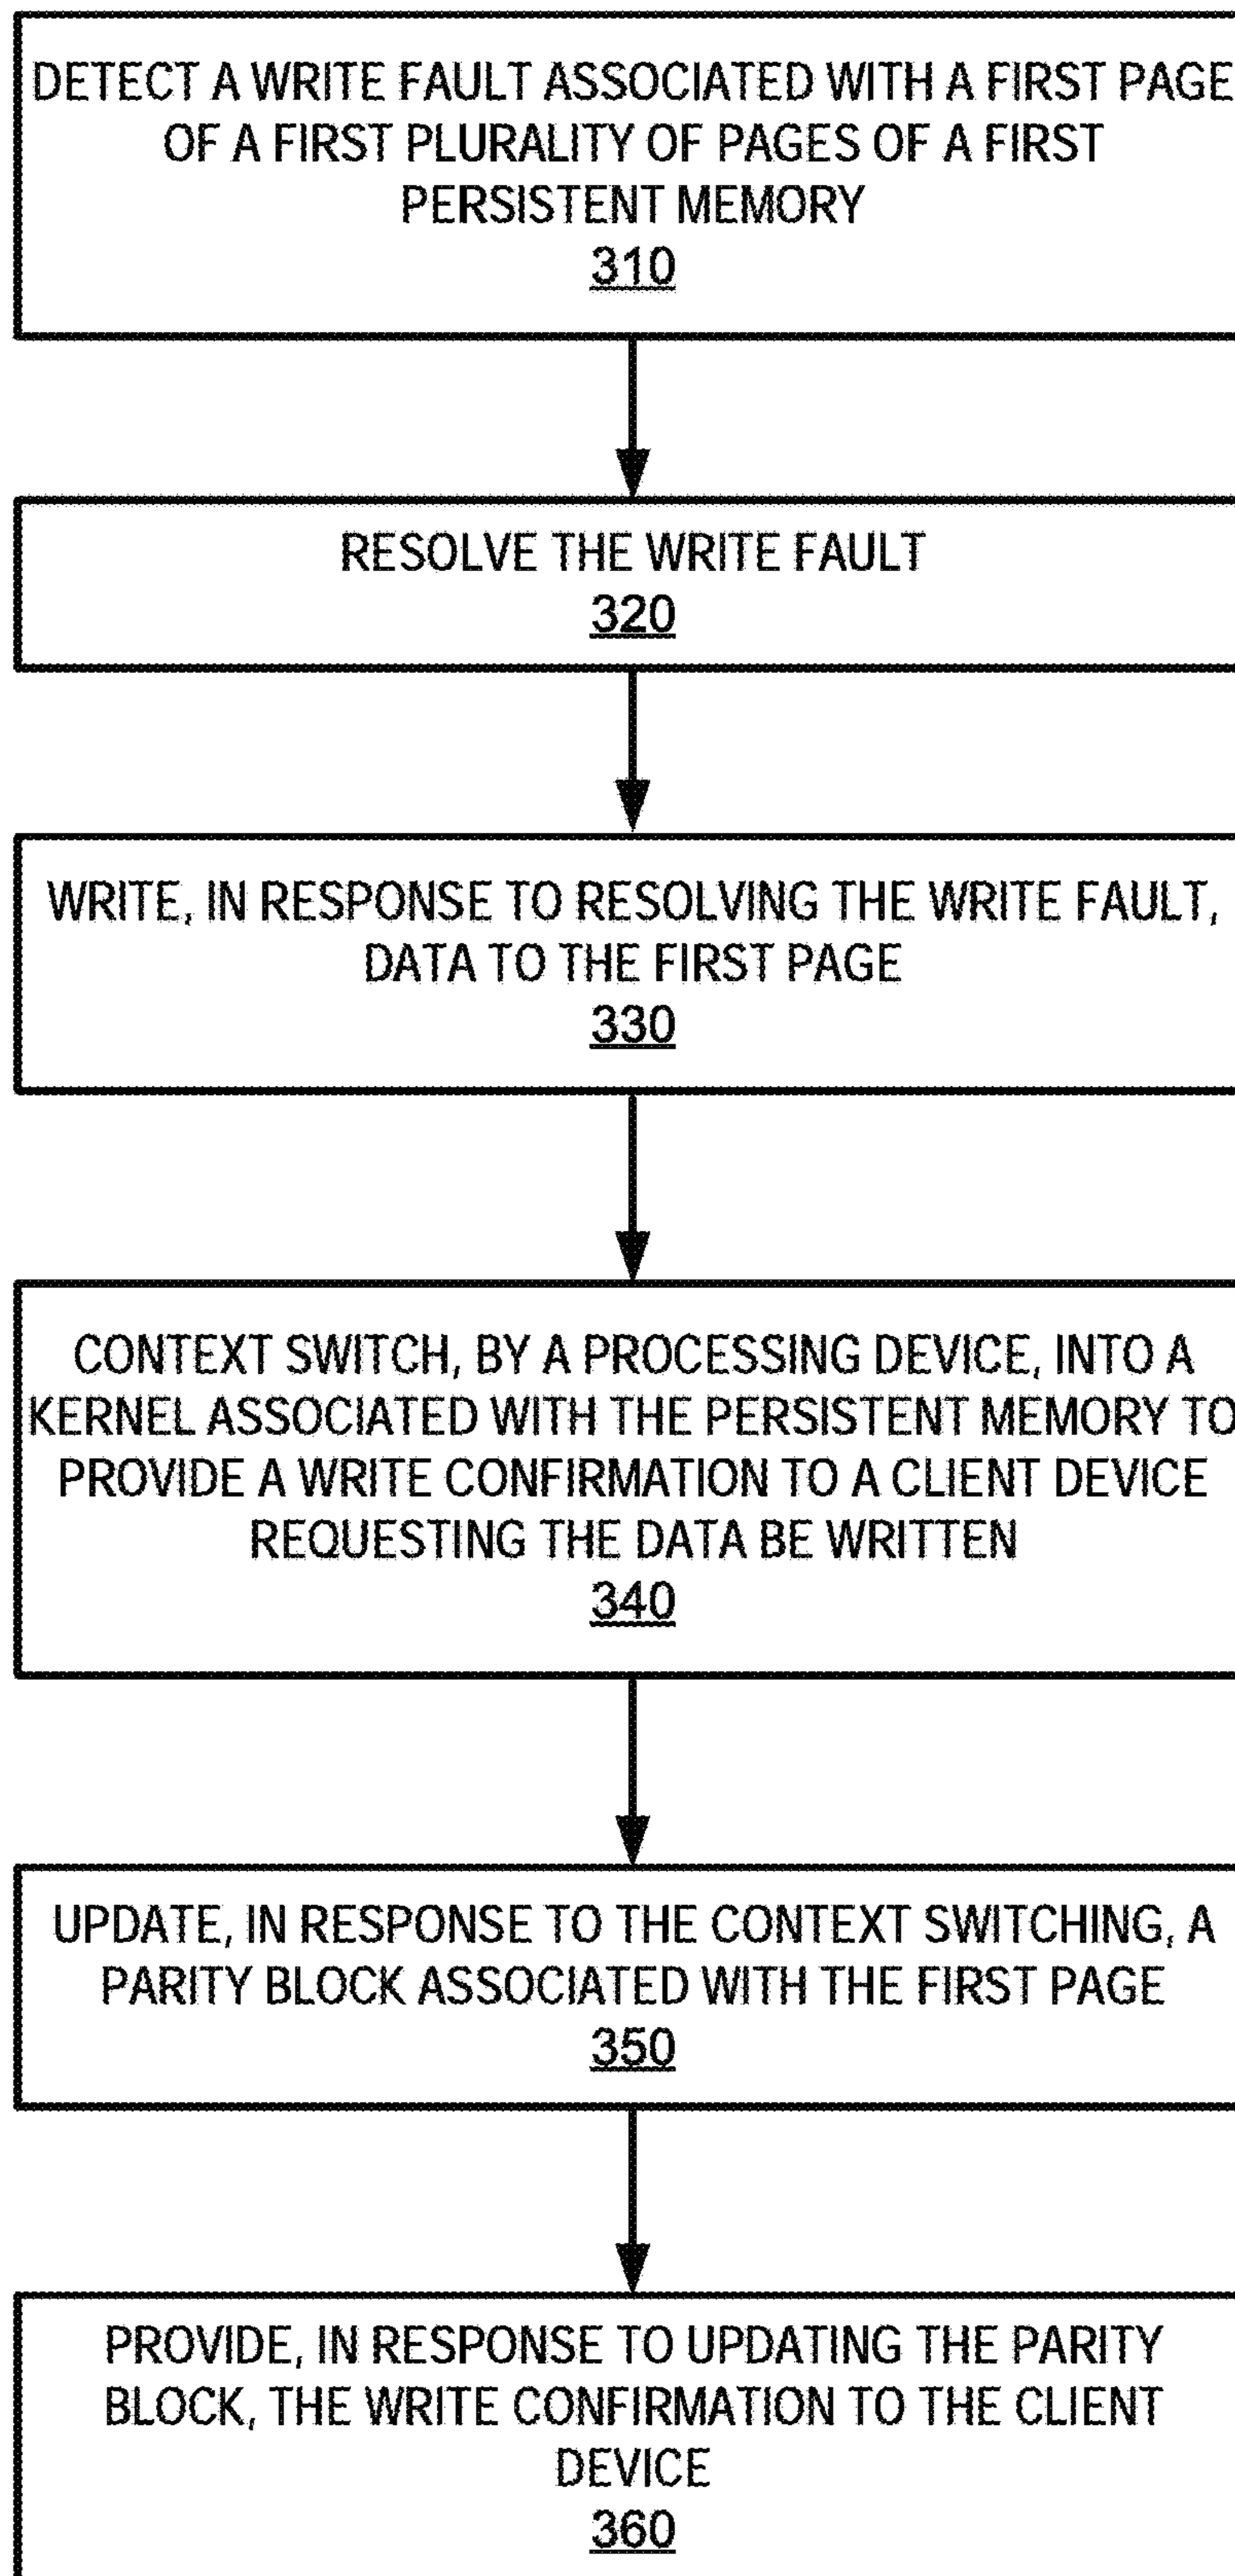 DETECT A WRITE FAULT ASSOCIATED WITH A FIRST PAGE
OF A FIRST PLURALITY OF PAGES OF A FIRST
PERSISTENT MEMORY
310
RESOLVE THE WRITE FAULT
320
WRITE, IN RESPONSE TO RESOLVING THE WRITE FAULT,
DATA TO THE FIRST PAGE
330
CONTEXT SWITCH, BY A PROCESSING DEVICE, INTO A
KERNEL ASSOCIATED WITH THE PERSISTENT MEMORY TO
PROVIDE A WRITE CONFIRMATION TO A CLIENT DEVICE
REQUESTING THE DATA BE WRITTEN
340
UPDATE, IN RESPONSE TO THE CONTEXT SWITCHING, A
PARITY BLOCK ASSOCIATED WITH THE FIRST PAGE
350
PROVIDE, IN RESPONSE TO UPDATING THE PARITY
BLOCK, THE WRITE CONFIRMATION TO THE CLIENT
DEVICE
360